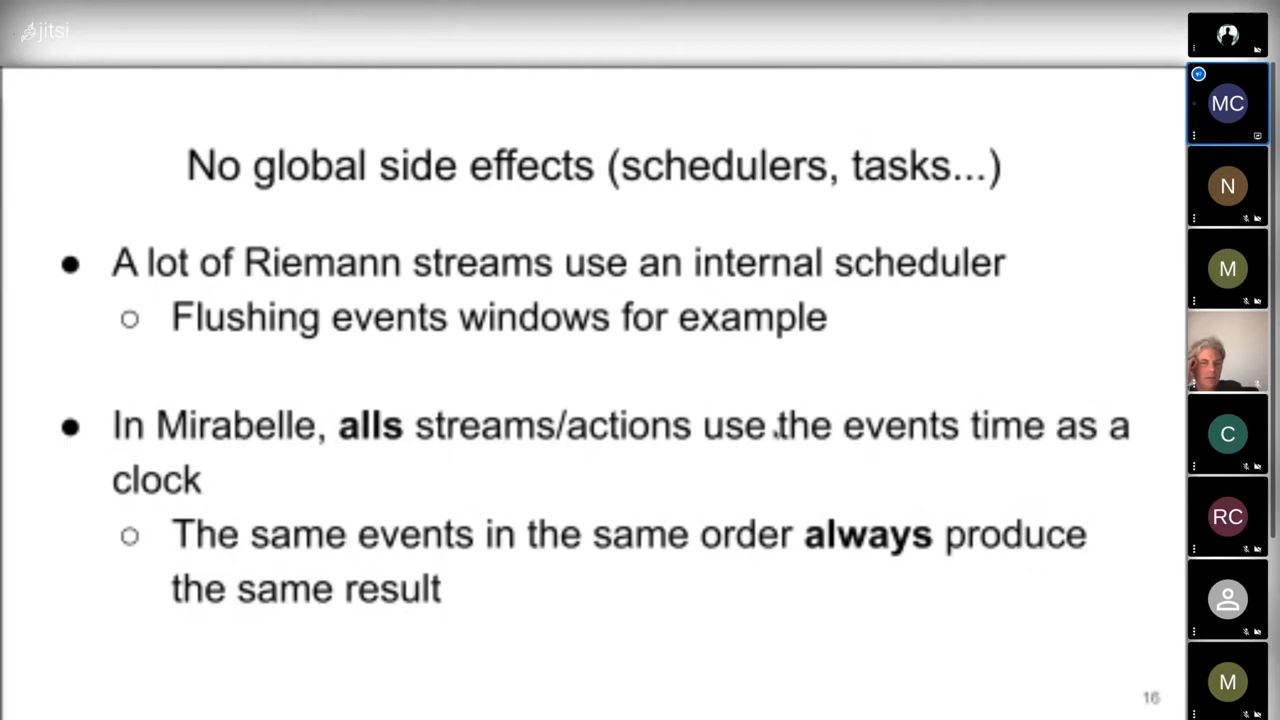 jitsi
No global side effects (schedulers, tasks...)
● A lot of Riemann streams use an internal scheduler
○ Flushing events windows for example
● In Mirabelle, alls streams/actions use the events time as a
clock
○ The same events in the same order always produce
the same result
16
MC
N
M
C
RC
M